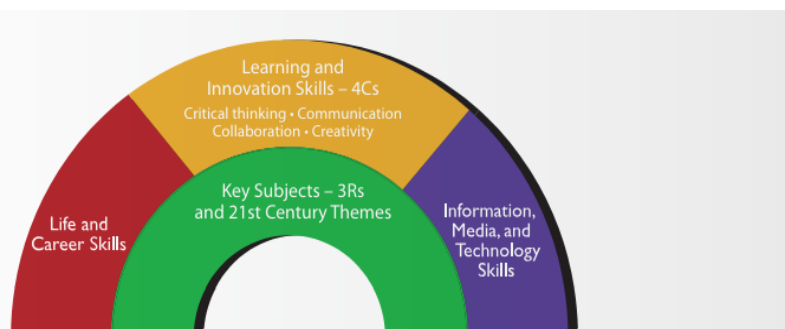 Learning and
Innovation Skills – 4Cs
Critical thinking • Communication
Collaboration • Creativity
Key Subjects – 3Rs
and 21st Century Themes
Life and
Career Skills
Information,
Media, and
Technology
Skills